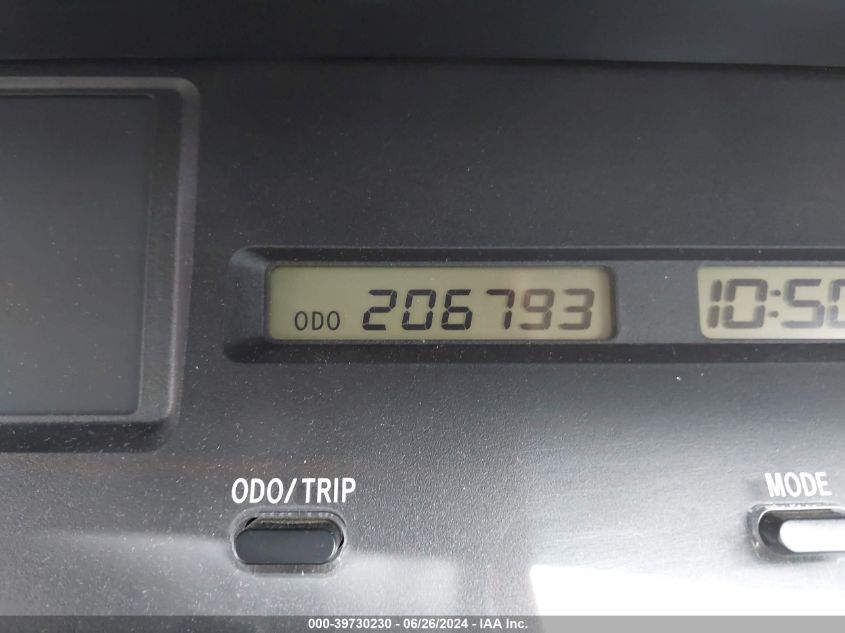 ODO 206793
10:50
ODO/TRIP
MODE
000-39730230 - 06/26/2024 - IAA Inc.